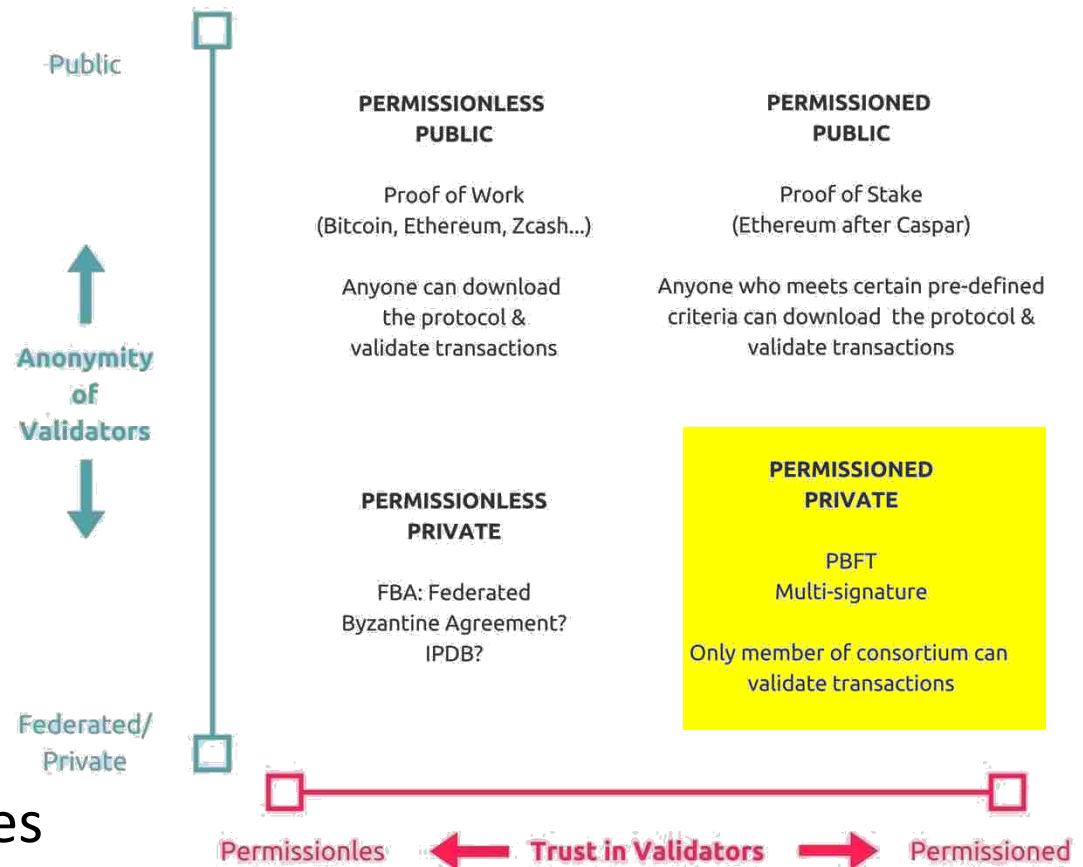 Public
PERMISSIONLESS
PUBLIC
Proof of Work
(Bitcoin, Ethereum, Zcash...)
Anyone can download
the protocol &
validate transactions
PERMISSIONED
PUBLIC
Proof of Stake
(Ethereum after Caspar)
Anyone who meets certain pre-defined
criteria can download the protocol &
validate transactions
Anonymity
of
Validators
PERMISSIONLESS
PRIVATE
FBA: Federated
Byzantine Agreement?
IPDB?
PERMISSIONED
PRIVATE
PBFT
Multi-signature
Only member of consortium can
validate transactions
Federated/
Private
es
Permissionles
Trust in Validators
Permissioned